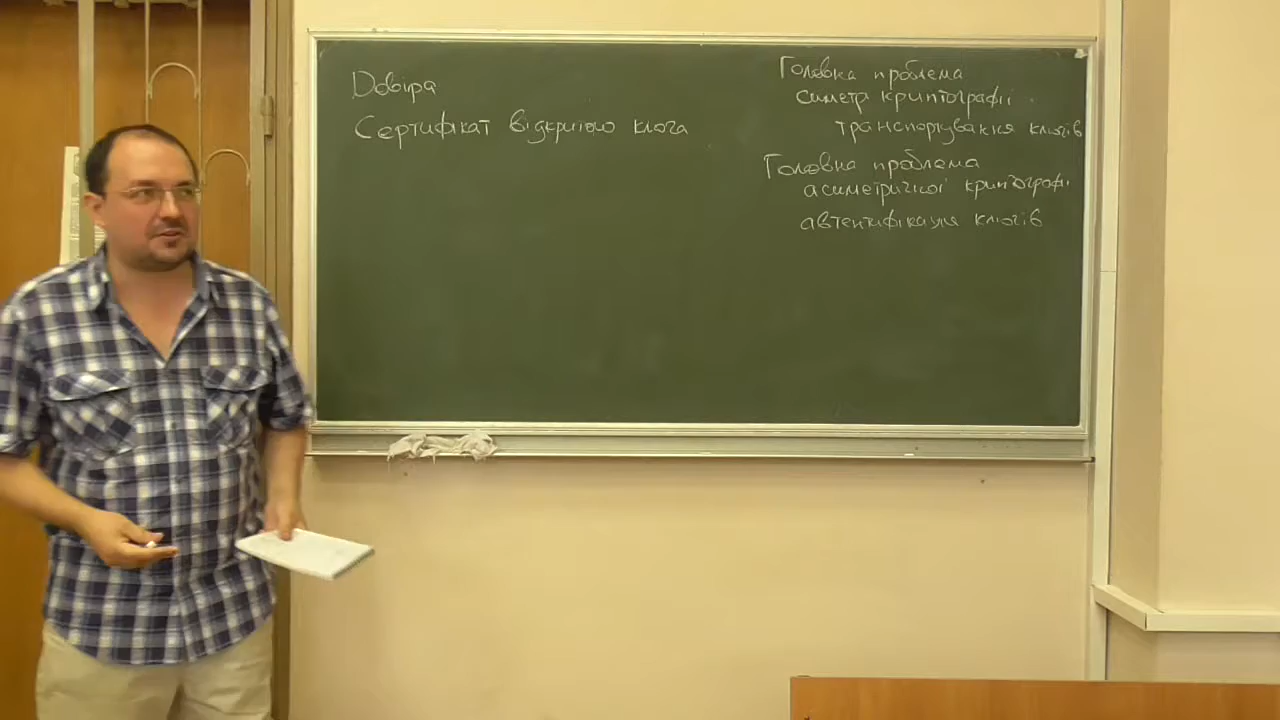 Довіра
Сертифікат відкритого ключа
Головна проблема
симетр криптографії
транспортування ключів
Головна проблема
асиметричної криптографії
автентифікація ключів